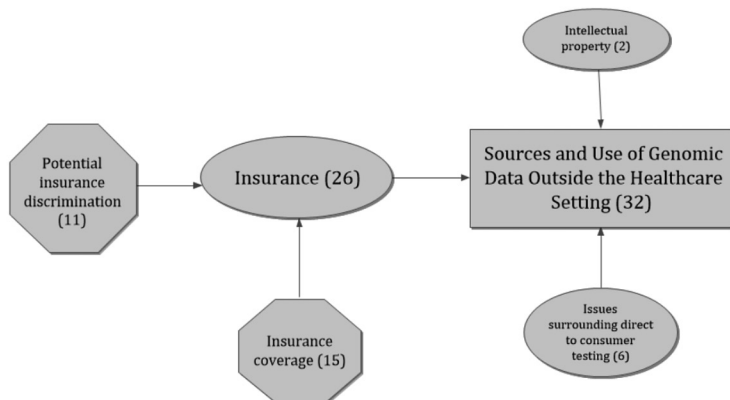 Intellectual
property (2)
Potential
insurance
discrimination
(11)
Insurance (26)
Sources and Use of Genomic
Data Outside the Healthcare
Setting (32)
Insurance
coverage (15)
Issues
surrounding direct
to consumer
testing (6)